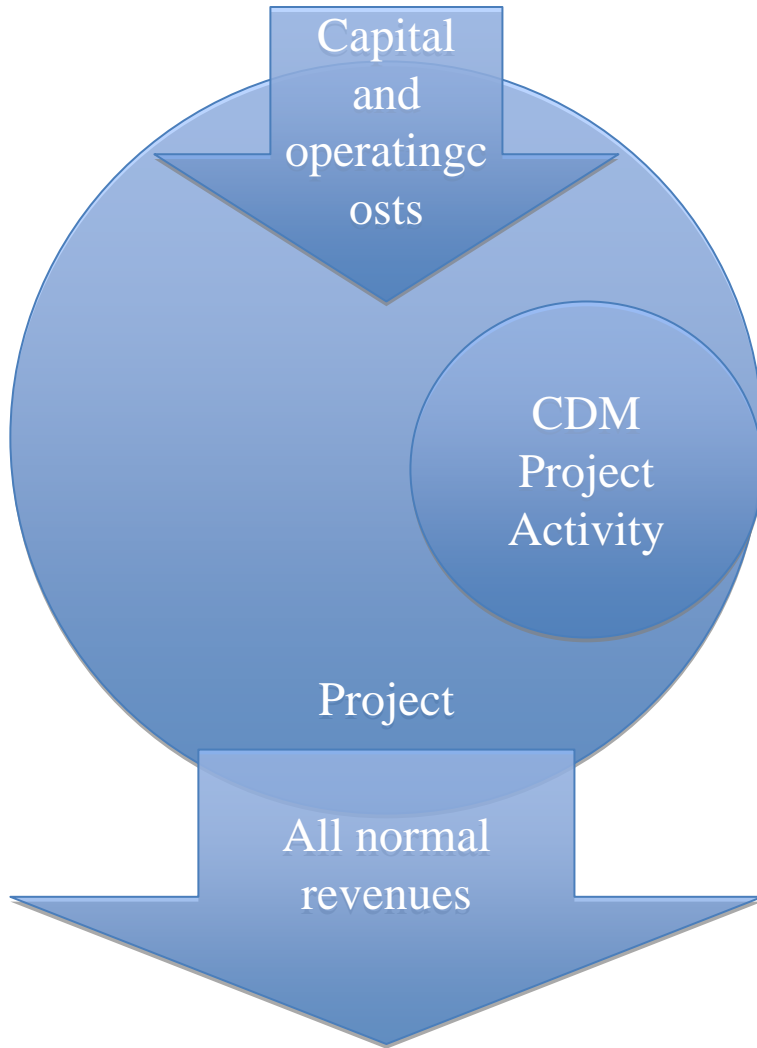 Capital
and
operatingc
osts
CDM
Project
Activity
Project
All normal
revenues